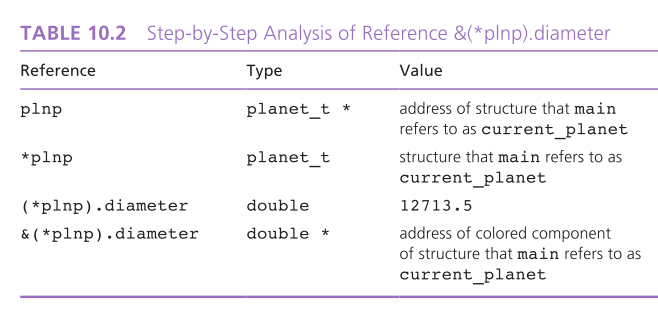 TABLE 10.2 Step-by-Step Analysis of Reference &(*plnp).diameter
Reference Type Value
plnp planet_t * address of structure that main
refers to as current_planet
*plnp planet_t structure that main refers to as
current_planet
(*plnp).diameter double 12713.5
&(*plnp).diameter double * address of colored component
of structure that main refers to as
current_planet